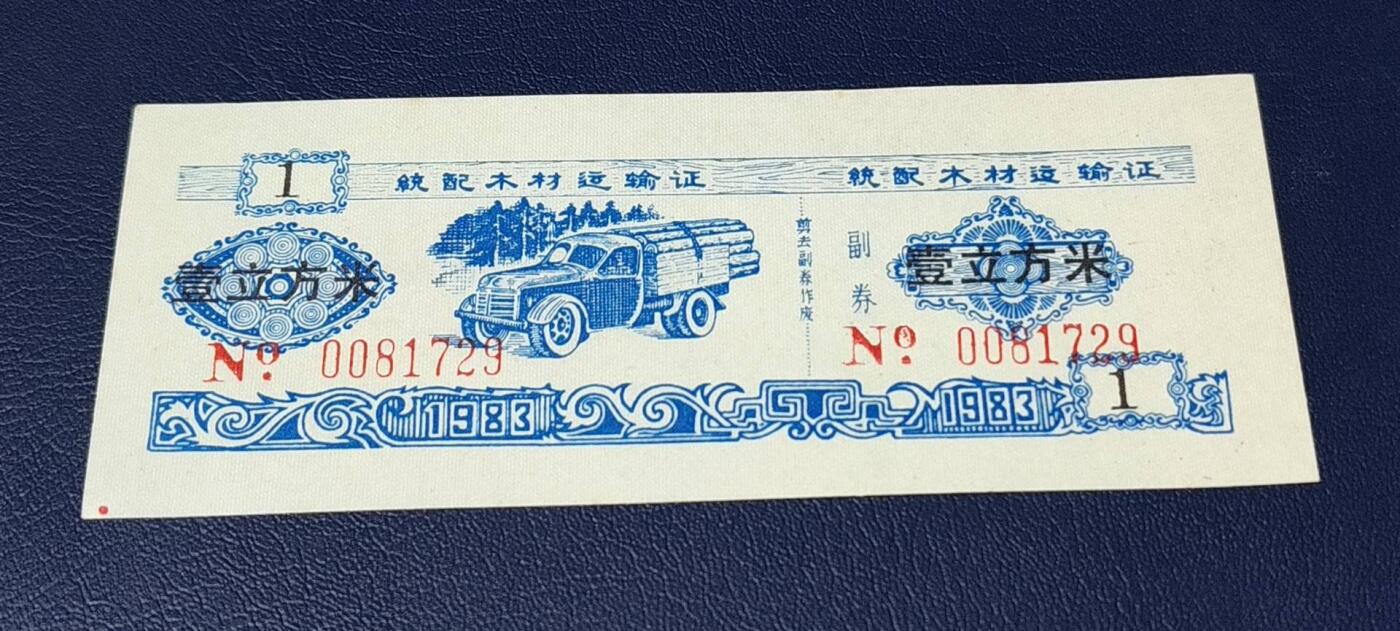 1
統配木材运输证
壹立方米
№ 0081729
1983
剪去副券作废
統配木材运输证
副券
壹立方米
№ 0081729
1983
1